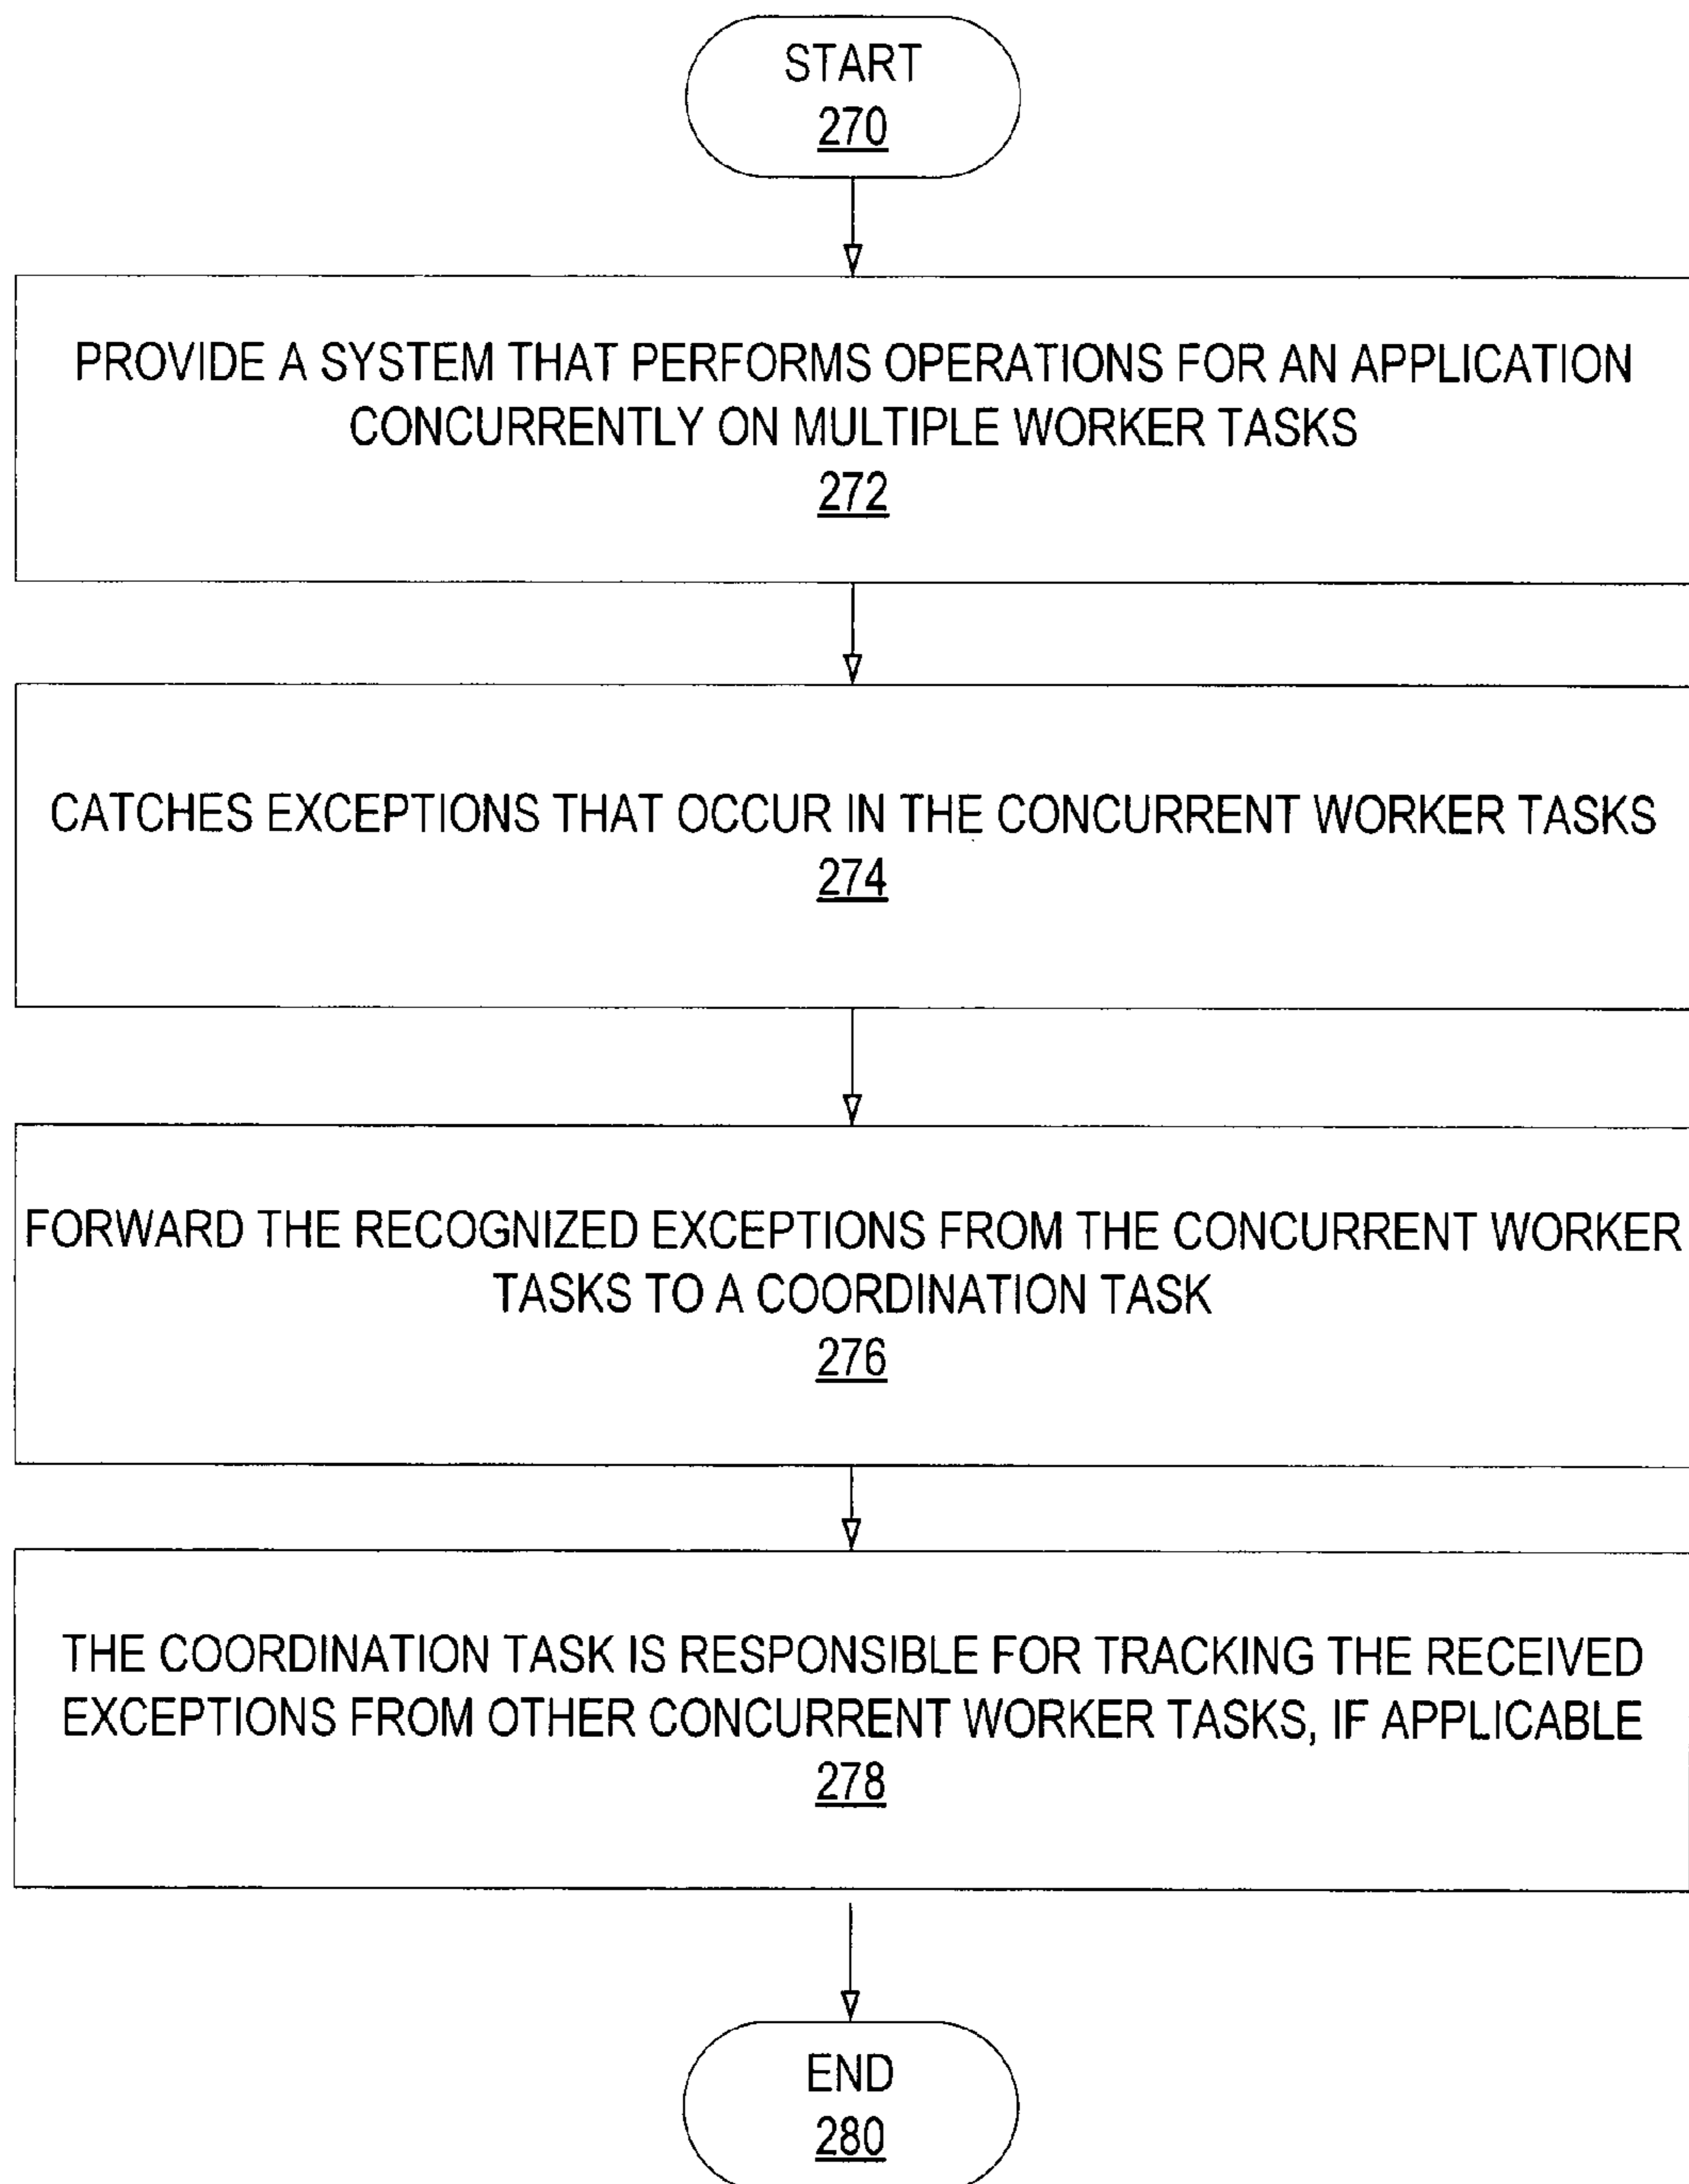 START
270
PROVIDE A SYSTEM THAT PERFORMS OPERATIONS FOR AN APPLICATION
CONCURRENTLY ON MULTIPLE WORKER TASKS
272
CATCHES EXCEPTIONS THAT OCCUR IN THE CONCURRENT WORKER TASKS
274
FORWARD THE RECOGNIZED EXCEPTIONS FROM THE CONCURRENT WORKER
TASKS TO A COORDINATION TASK
276
THE COORDINATION TASK IS RESPONSIBLE FOR TRACKING THE RECEIVED
EXCEPTIONS FROM OTHER CONCURRENT WORKER TASKS, IF APPLICABLE
278
END
280